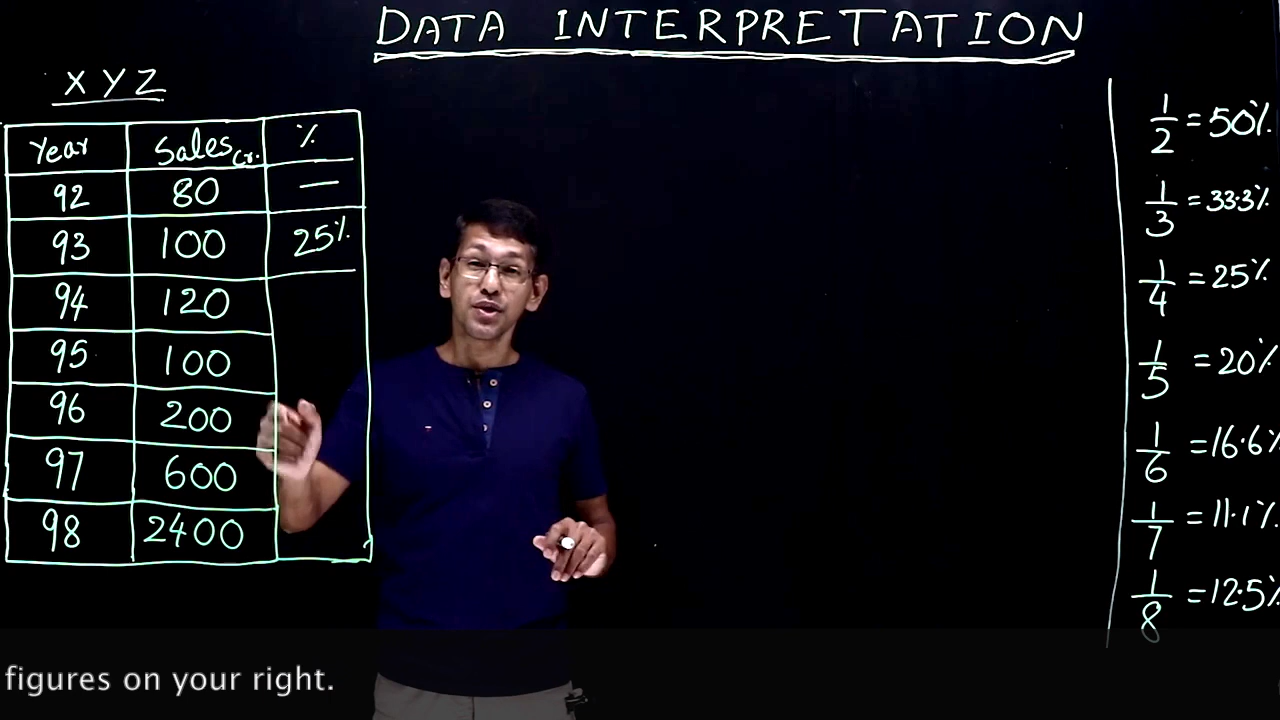 DATA INTERPRETATION
X Y Z
Year Sales Cr. %
92 80 —
93 100 25%
94 120
95 100
96 200
97 600
98 2400
1/2 = 50%
1/3 = 33.3%
1/4 = 25%
1/5 = 20%
1/6 = 16.6%
1/7 = 11.1%
1/8 = 12.5%
figures on your right.